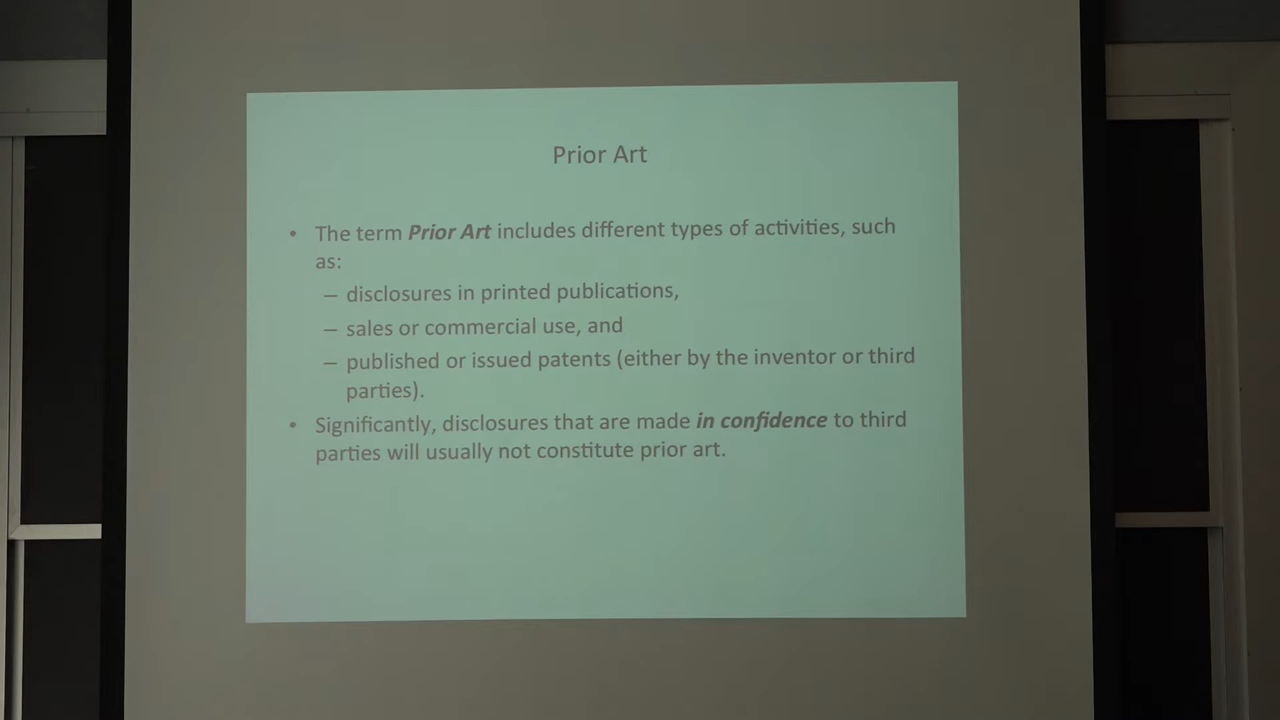 Prior Art
• The term Prior Art includes different types of activities, such
as:
– disclosures in printed publications,
– sales or commercial use, and
– published or issued patents (either by the inventor or third
parties).
• Significantly, disclosures that are made in confidence to third
parties will usually not constitute prior art.